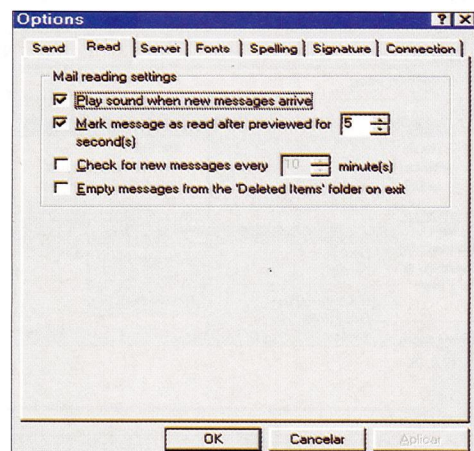 Options
Send Read Server Fonts Spelling Signature Connection
Mail reading settings
Play sound when new messages arrive
Mark message as read after previewed for 5
second(s)
Check for new messages every 10 minute(s)
Empty messages from the 'Deleted Items' folder on exit
OK Cancelar Aplicar